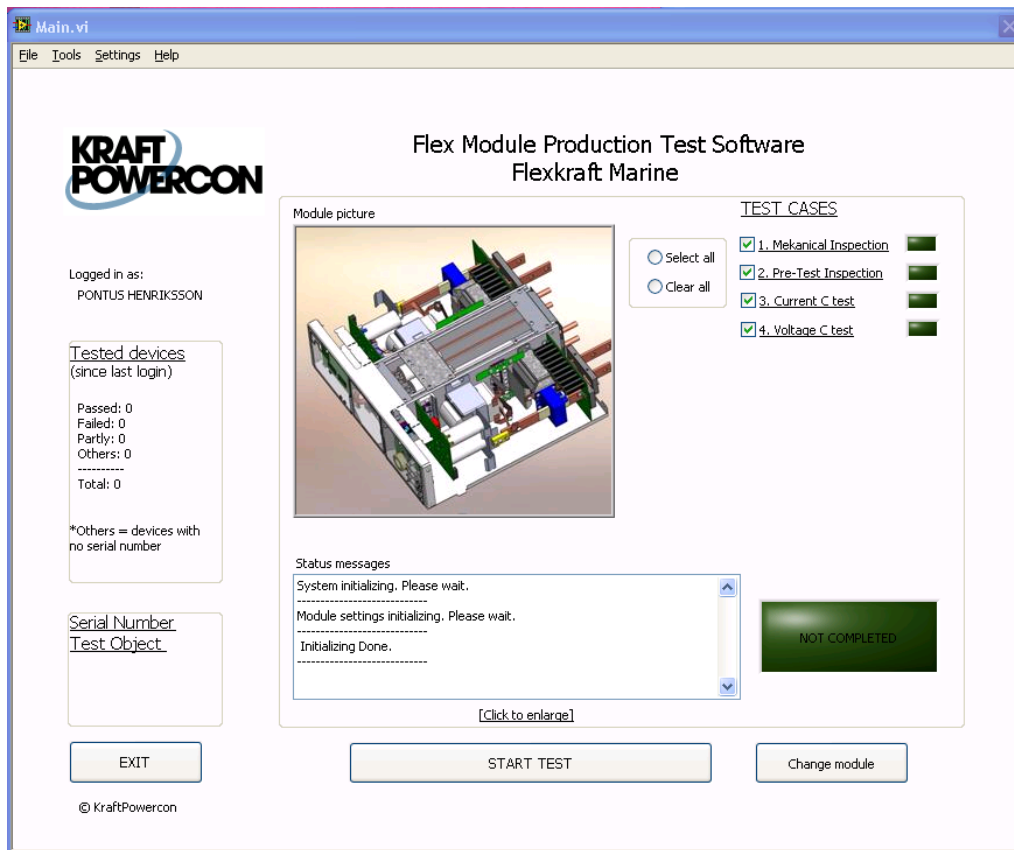 Main.vi
File Tools Settings Help
KRAFT
POWERCON
Flex Module Production Test Software
Flexkraft Marine
Logged in as:
PONTUS HENRIKSSON
Tested devices
(since last login)
Passed: 0
Failed: 0
Partly: 0
Others: 0
----------
Total: 0
*Others = devices with
no serial number
Serial Number
Test Object
Module picture
Select all
Clear all
TEST CASES
1. Mekanical Inspection
2. Pre-Test Inspection
3. Current C test
4. Voltage C test
Status messages
System initializing. Please wait.
----------------------------
Module settings initializing. Please wait.
----------------------------
Initializing Done.
----------------------------
[Click to enlarge]
NOT COMPLETED
EXIT
START TEST
Change module
© KraftPowercon